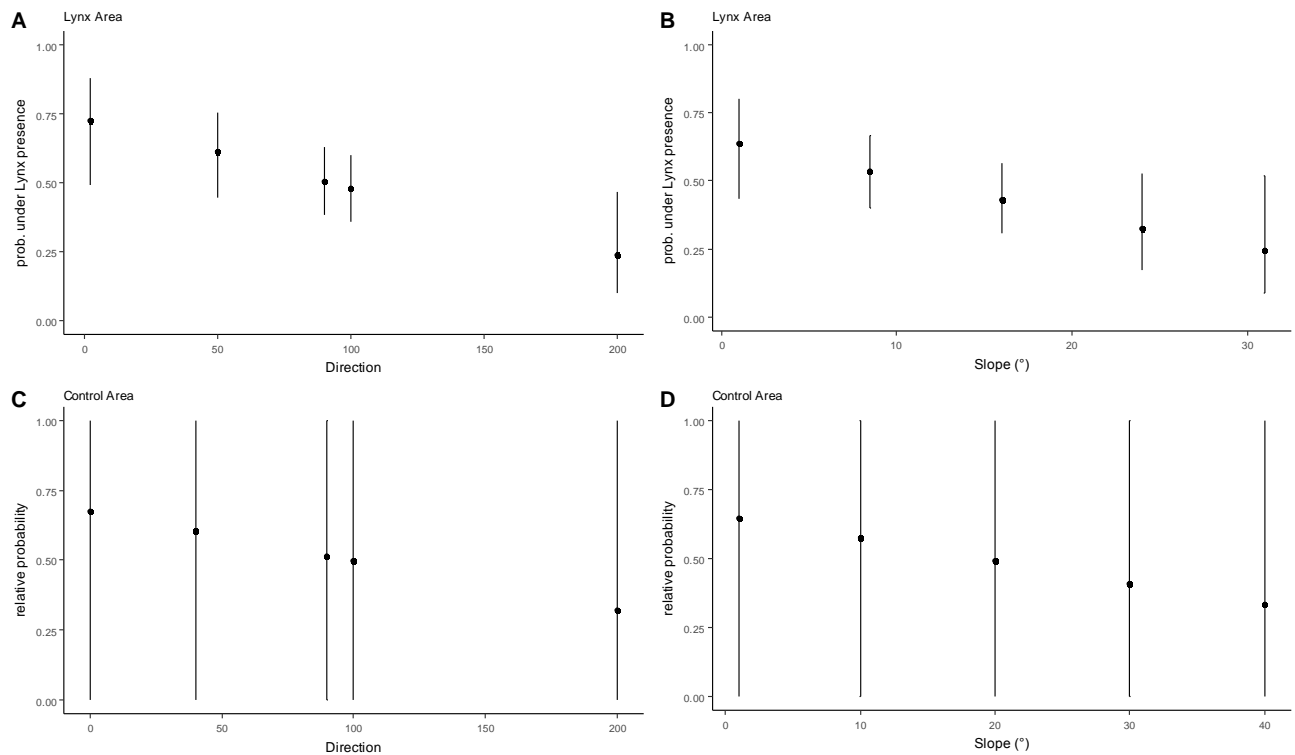 A
Lynx Area
prob. under Lynx presence
1.00
0.75
0.50
0.25
0.00
0
50
100
150
200
Direction
B
Lynx Area
prob. under Lynx presence
1.00
0.75
0.50
0.25
0.00
0
10
20
30
Slope (°)
C
Control Area
relative probability
1.00
0.75
0.50
0.25
0.00
0
50
100
150
200
Direction
D
Control Area
relative probability
1.00
0.75
0.50
0.25
0.00
0
10
20
30
40
Slope (°)